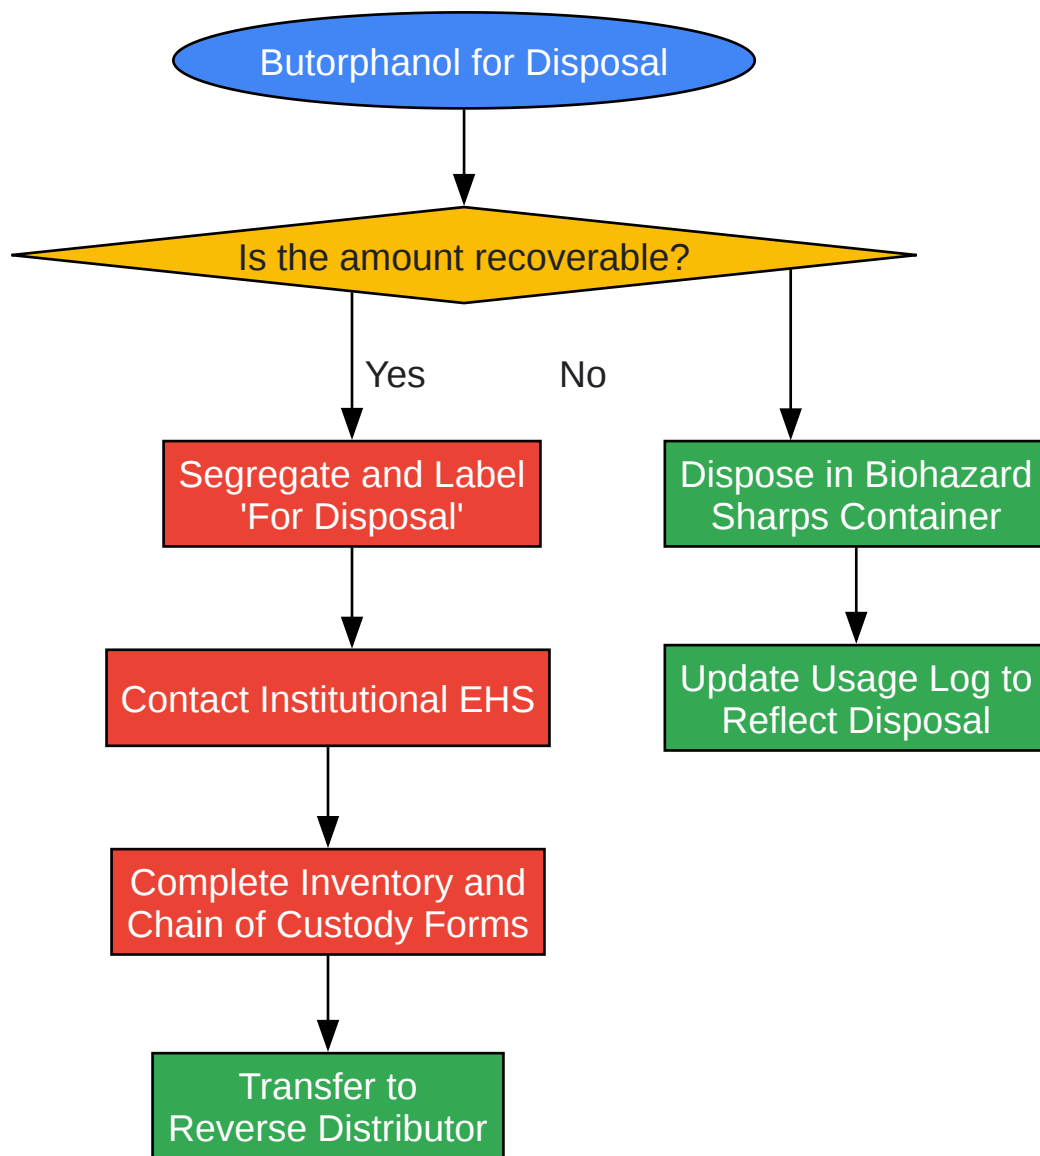 Butorphanol for Disposal
Is the amount recoverable?
Yes
No
Segregate and Label
'For Disposal'
Dispose in Biohazard
Sharps Container
Contact Institutional EHS
Update Usage Log to
Reflect Disposal
Complete Inventory and
Chain of Custody Forms
Transfer to
Reverse Distributor